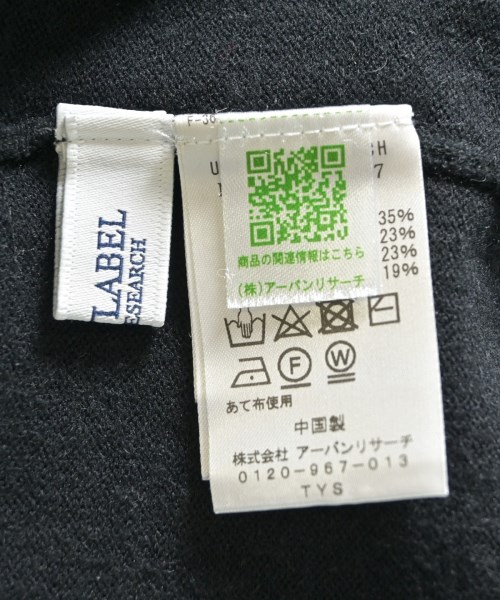 LABEL
ESEARCH
F-36
商品の関連情報はこちら
(株)アーバンリサーチ
35%
23%
23%
19%
あて布使用
中国製
株式会社 アーバンリサーチ
0120-967-013
TYS